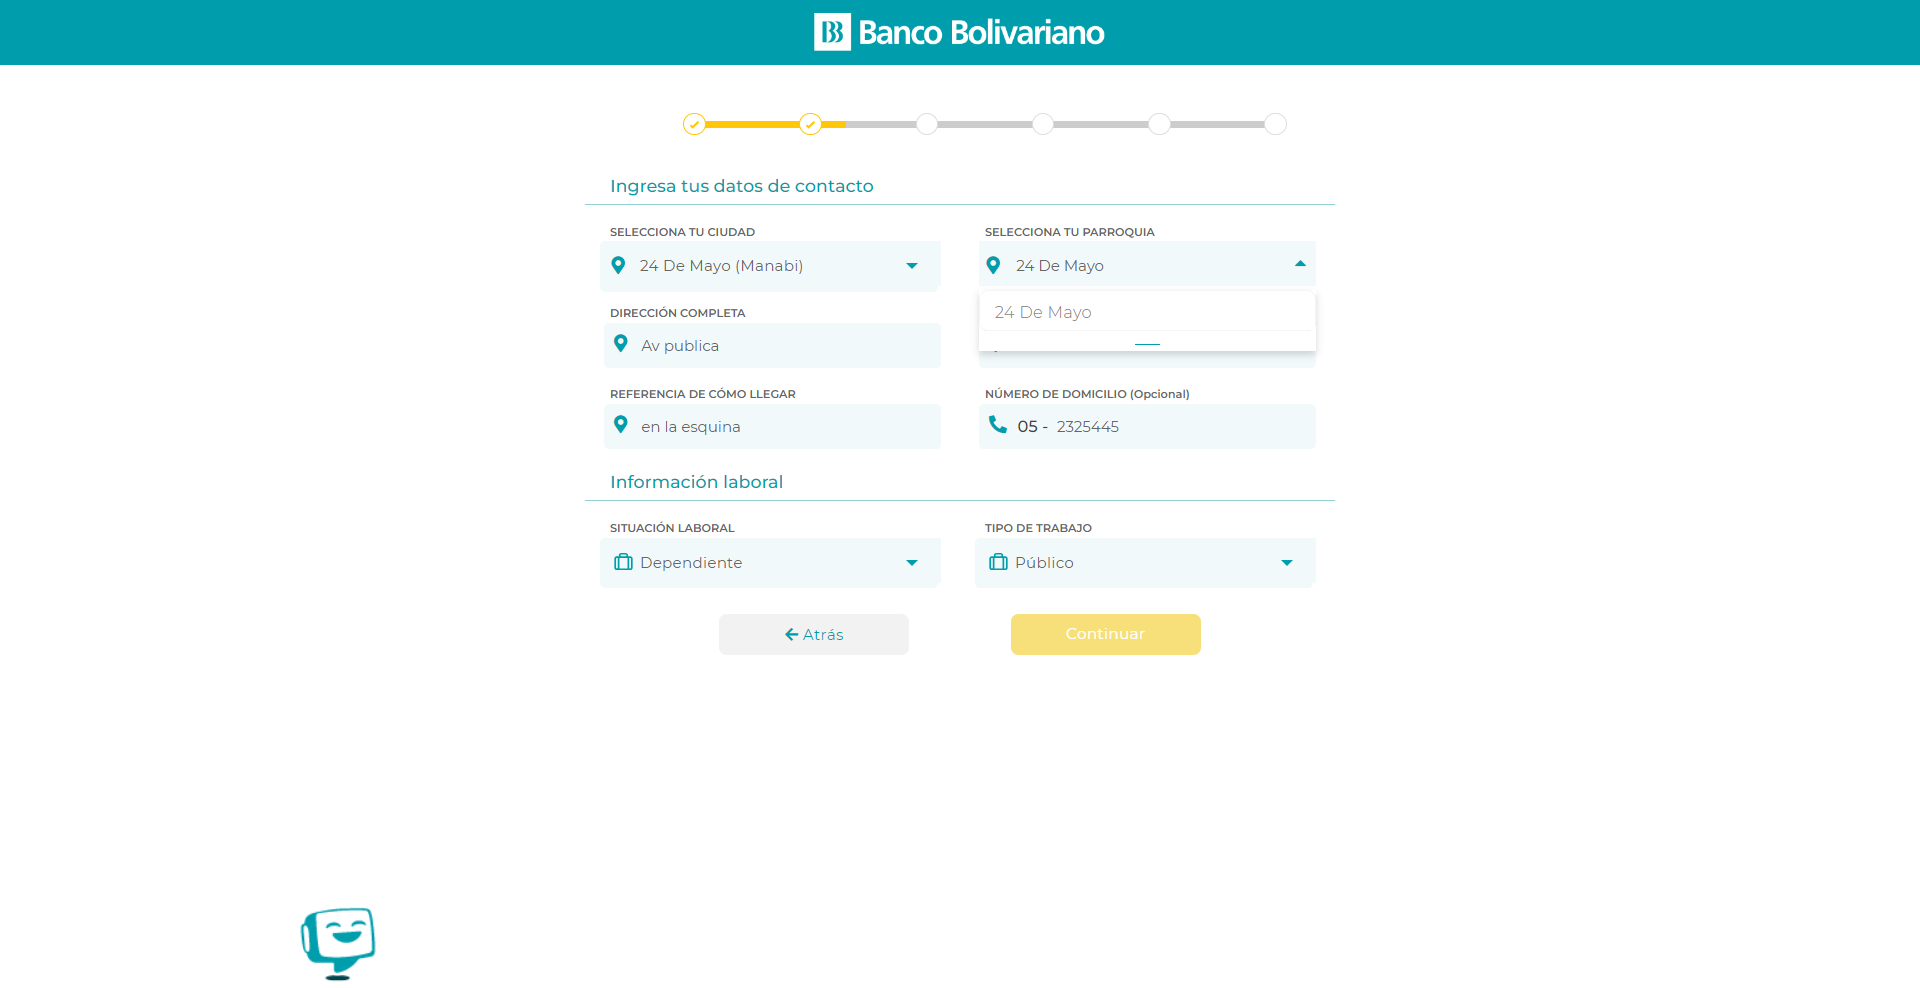 Banco Bolivariano
Ingresa tus datos de contacto
SELECCIONA TU CIUDAD
24 De Mayo (Manabi)
SELECCIONA TU PARROQUIA
24 De Mayo
24 De Mayo
DIRECCIÓN COMPLETA
Av publica
REFERENCIA DE CÓMO LLEGAR
en la esquina
NÚMERO DE DOMICILIO (Opcional)
05 - 2325445
Información laboral
SITUACIÓN LABORAL
Dependiente
TIPO DE TRABAJO
Público
Atrás
Continuar